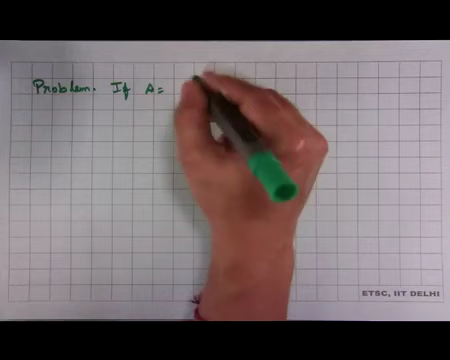 Problem. If A=
ETSC, IIT DELHI